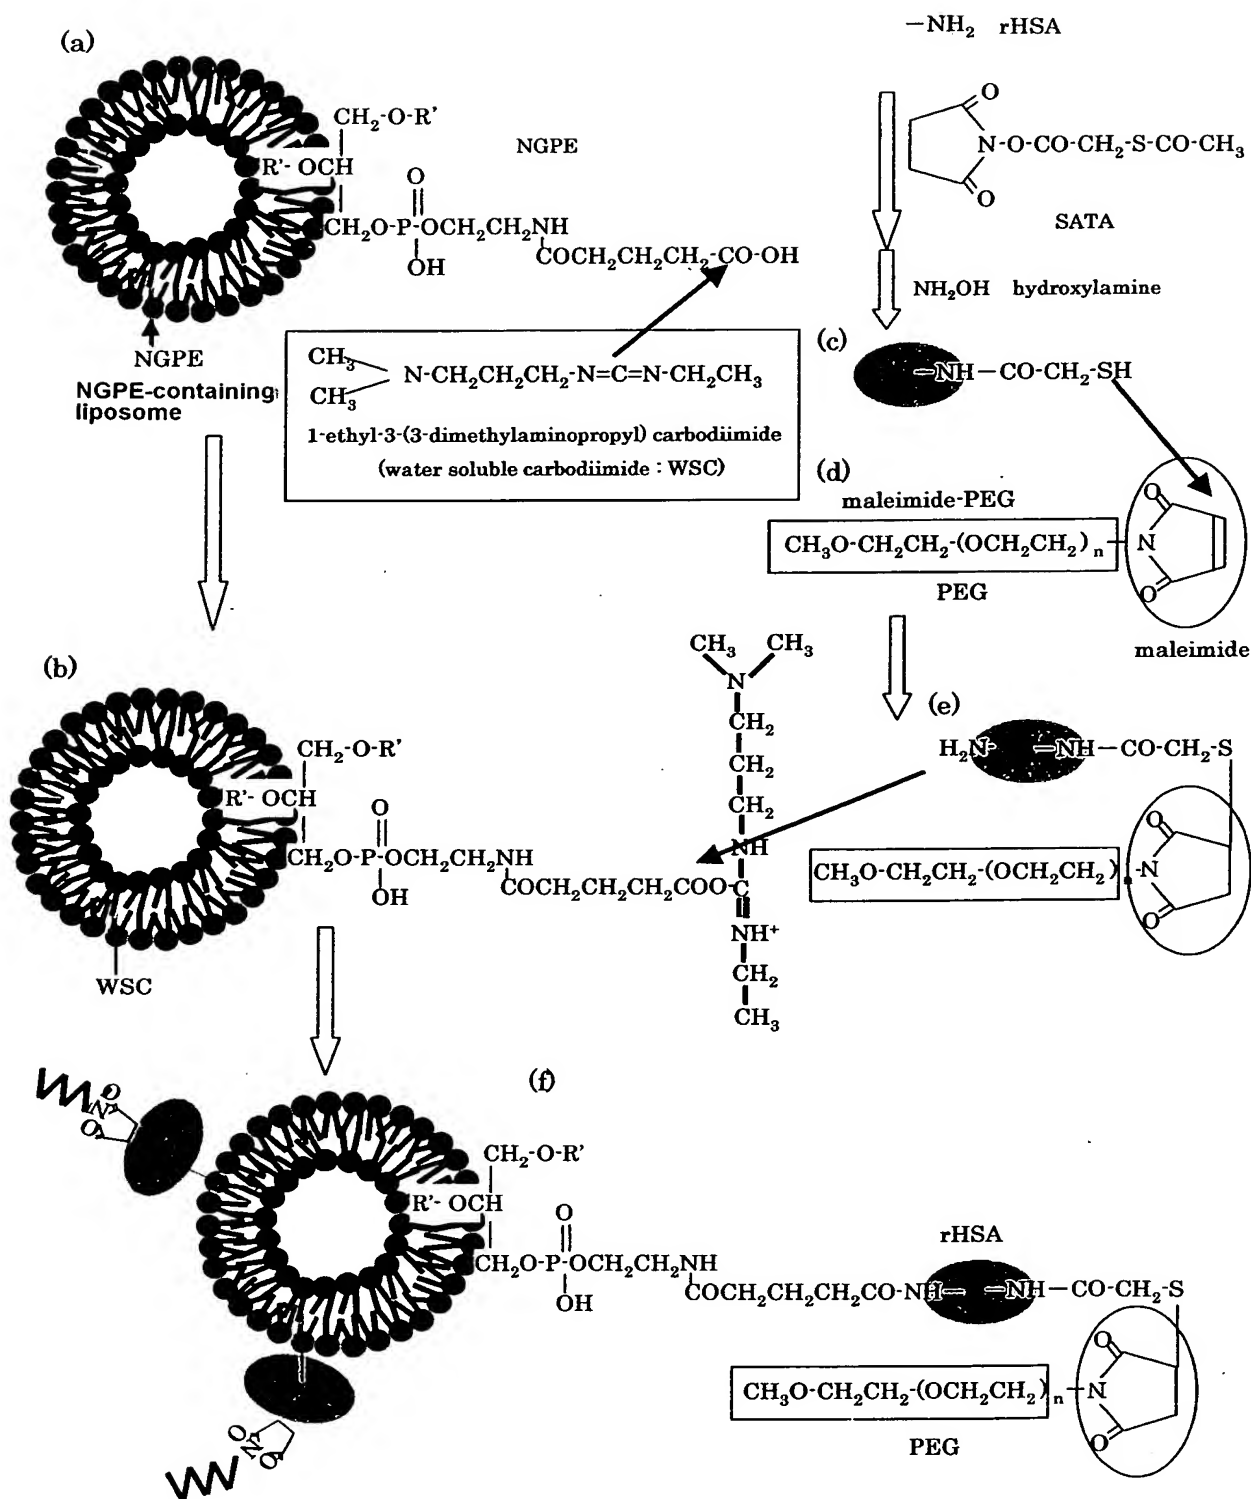 (a)
CH₂-O-R'
R'- OCH
NGPE
O
CH₂O-P-OCH₂CH₂NH
OH
COCH₂CH₂CH₂-CO-OH
NGPE
NGPE-containing
liposome
CH₃
CH₃
N-CH₂CH₂CH₂-N=C=N-CH₂CH₃
1-ethyl-3-(3-dimethylaminopropyl) carbodiimide
(water soluble carbodiimide : WSC)
-NH₂ rHSA
O
N-O-CO-CH₂-S-CO-CH₃
O
SATA
NH₂OH hydroxylamine
(c)
-NH-CO-CH₂-SH
(d)
maleimide-PEG
CH₃O-CH₂CH₂-(OCH₂CH₂)n
PEG
O
N
O
maleimide
(b)
CH₂-O-R'
R'- OCH
O
CH₂O-P-OCH₂CH₂NH
OH
COCH₂CH₂CH₂COO-C
WSC
CH₃ CH₃
N
CH₂
CH₂
CH₂
NH
NH⁺
CH₂
CH₃
(e)
H₂N- -NH-CO-CH₂-S
CH₃O-CH₂CH₂-(OCH₂CH₂)
O
N
O
(f)
O
N
O
CH₂-O-R'
R'- OCH
O
CH₂O-P-OCH₂CH₂NH
OH
COCH₂CH₂CH₂CO-NH- -NH-CO-CH₂-S
rHSA
CH₃O-CH₂CH₂-(OCH₂CH₂)n
PEG
O
N
O
O
N
O